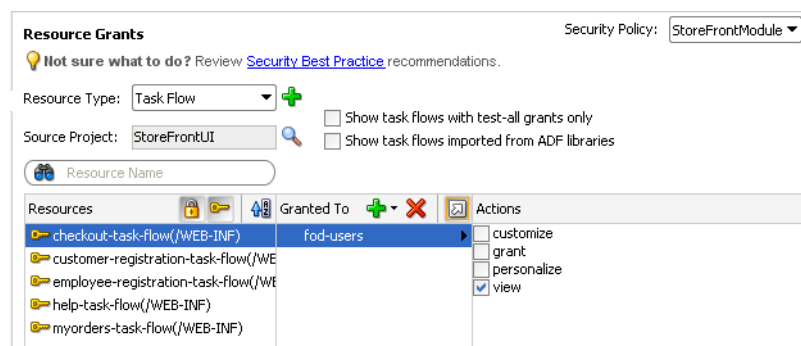 Resource Grants
Security Policy: StoreFrontModule
Not sure what to do? Review Security Best Practice recommendations.
Resource Type: Task Flow
Show task flows with test-all grants only
Source Project: StoreFrontUI
Show task flows imported from ADF libraries
Resource Name
Resources Granted To Actions
checkout-task-flow(/WEB-INF) fod-users customize
grant
customer-registration-task-flow(/WE
personalize
employee-registration-task-flow(/WE
view
help-task-flow(/WEB-INF)
myorders-task-flow(/WEB-INF)